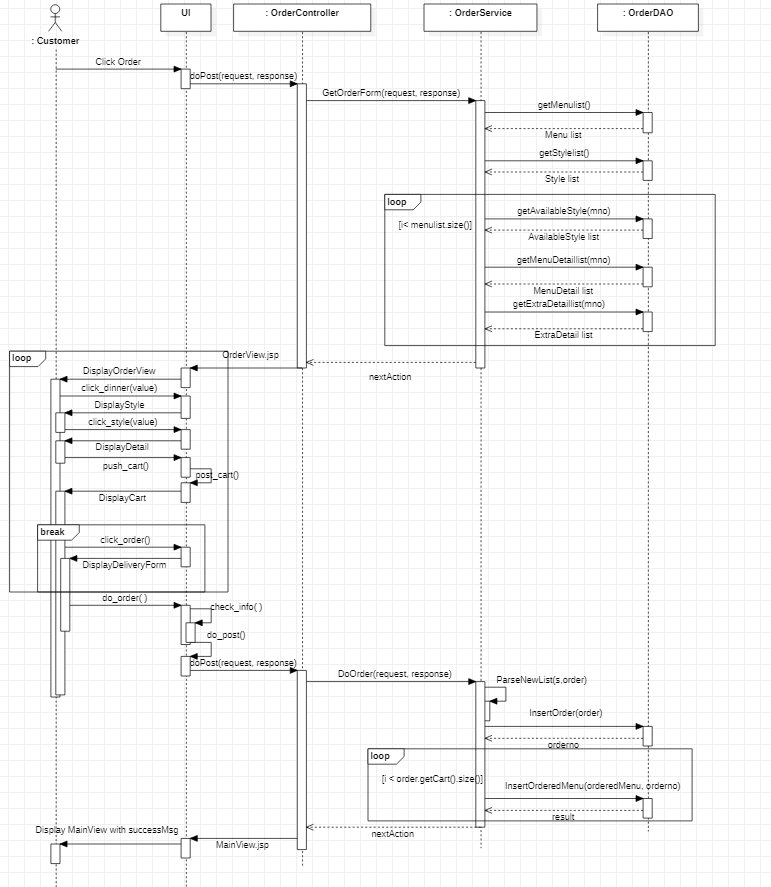 : Customer
UI
: OrderController
: OrderService
: OrderDAO
Click Order
doPost(request, response)
GetOrderForm(request, response)
getMenulist()
Menu list
getStylelist()
Style list
loop
[i< menulist.size()]
getAvailableStyle(mno)
AvailableStyle list
getMenuDetaillist(mno)
MenuDetail list
getExtraDetaillist(mno)
ExtraDetail list
loop
OrderView.jsp
nextAction
DisplayOrderView
click_dinner(value)
DisplayStyle
click_style(value)
DisplayDetail
push_cart()
post_cart()
DisplayCart
break
click_order()
DisplayDeliveryForm
do_order( )
check_info( )
do_post()
doPost(request, response)
DoOrder(request, response)
ParseNewList(s,order)
InsertOrder(order)
orderno
loop
[i < order.getCart().size()]
InsertOrderedMenu(orderedMenu, orderno)
result
nextAction
Display MainView with successMsg
MainView.jsp